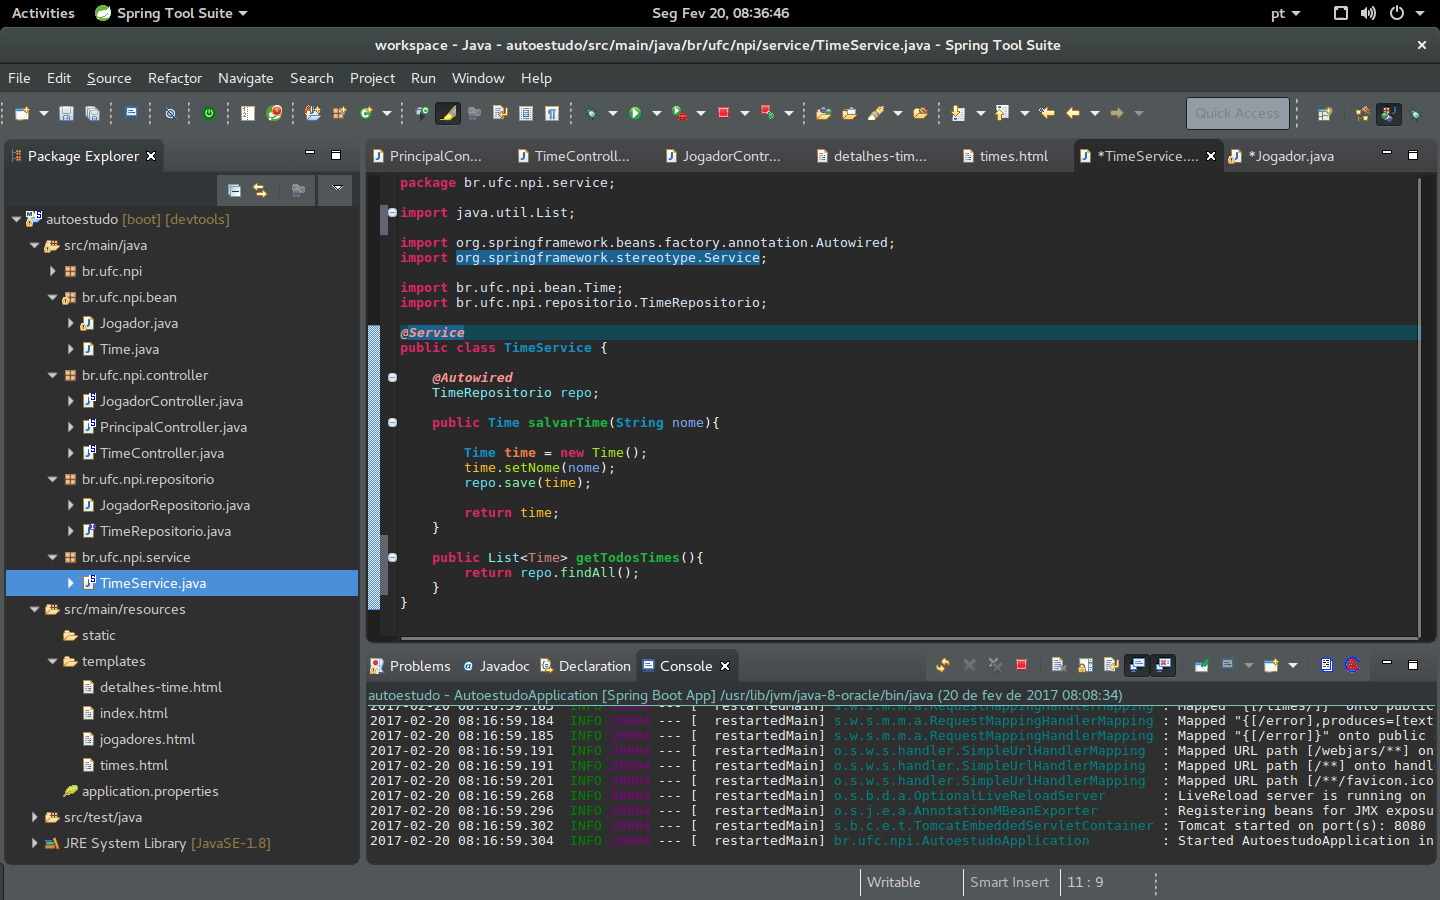 Activities
Spring Tool Suite
Seg Fev 20, 08:36:46
pt
workspace - Java - autoestudo/src/main/java/br/ufc/npi/service/TimeService.java - Spring Tool Suite
File Edit Source Refactor Navigate Search Project Run Window Help
Quick Access
Package Explorer
autoestudo [boot] [devtools]
src/main/java
br.ufc.npi
br.ufc.npi.bean
Jogador.java
Time.java
br.ufc.npi.controller
JogadorController.java
PrincipalController.java
TimeController.java
br.ufc.npi.repositorio
JogadorRepositorio.java
TimeRepositorio.java
br.ufc.npi.service
TimeService.java
src/main/resources
static
templates
detalhes-time.html
index.html
jogadores.html
times.html
application.properties
src/test/java
JRE System Library [JavaSE-1.8]
PrincipalCon... TimeControll... JogadorContr... detalhes-tim... times.html *TimeService.... *Jogador.java
package br.ufc.npi.service;
import java.util.List;
import org.springframework.beans.factory.annotation.Autowired;
import org.springframework.stereotype.Service;
import br.ufc.npi.bean.Time;
import br.ufc.npi.repositorio.TimeRepositorio;
@Service
public class TimeService {
@Autowired
TimeRepositorio repo;
public Time salvarTime(String nome){
Time time = new Time();
time.setNome(nome);
repo.save(time);
return time;
}
public List<Time> getTodosTimes(){
return repo.findAll();
}
}
Problems Javadoc Declaration Console
autoestudo - AutoestudoApplication [Spring Boot App] /usr/lib/jvm/java-8-oracle/bin/java (20 de fev de 2017 08:08:34)
2017-02-20 08:16:59.184 INFO 20004 --- [ restartedMain] s.w.s.m.m.a.RequestMappingHandlerMapping : Mapped "{[/error],produces=[text
2017-02-20 08:16:59.185 INFO 20004 --- [ restartedMain] s.w.s.m.m.a.RequestMappingHandlerMapping : Mapped "{[/error]}" onto public
2017-02-20 08:16:59.191 INFO 20004 --- [ restartedMain] o.s.w.s.handler.SimpleUrlHandlerMapping : Mapped URL path [/webjars/**] on
2017-02-20 08:16:59.191 INFO 20004 --- [ restartedMain] o.s.w.s.handler.SimpleUrlHandlerMapping : Mapped URL path [/**] onto handl
2017-02-20 08:16:59.201 INFO 20004 --- [ restartedMain] o.s.w.s.handler.SimpleUrlHandlerMapping : Mapped URL path [/**/favicon.ico
2017-02-20 08:16:59.268 INFO 20004 --- [ restartedMain] o.s.b.d.a.OptionalLiveReloadServer : LiveReload server is running on
2017-02-20 08:16:59.296 INFO 20004 --- [ restartedMain] o.s.j.e.a.AnnotationMBeanExporter : Registering beans for JMX exposu
2017-02-20 08:16:59.302 INFO 20004 --- [ restartedMain] s.b.c.e.t.TomcatEmbeddedServletContainer : Tomcat started on port(s): 8080
2017-02-20 08:16:59.304 INFO 20004 --- [ restartedMain] br.ufc.npi.AutoestudoApplication : Started AutoestudoApplication in
Writable
Smart Insert
11 : 9